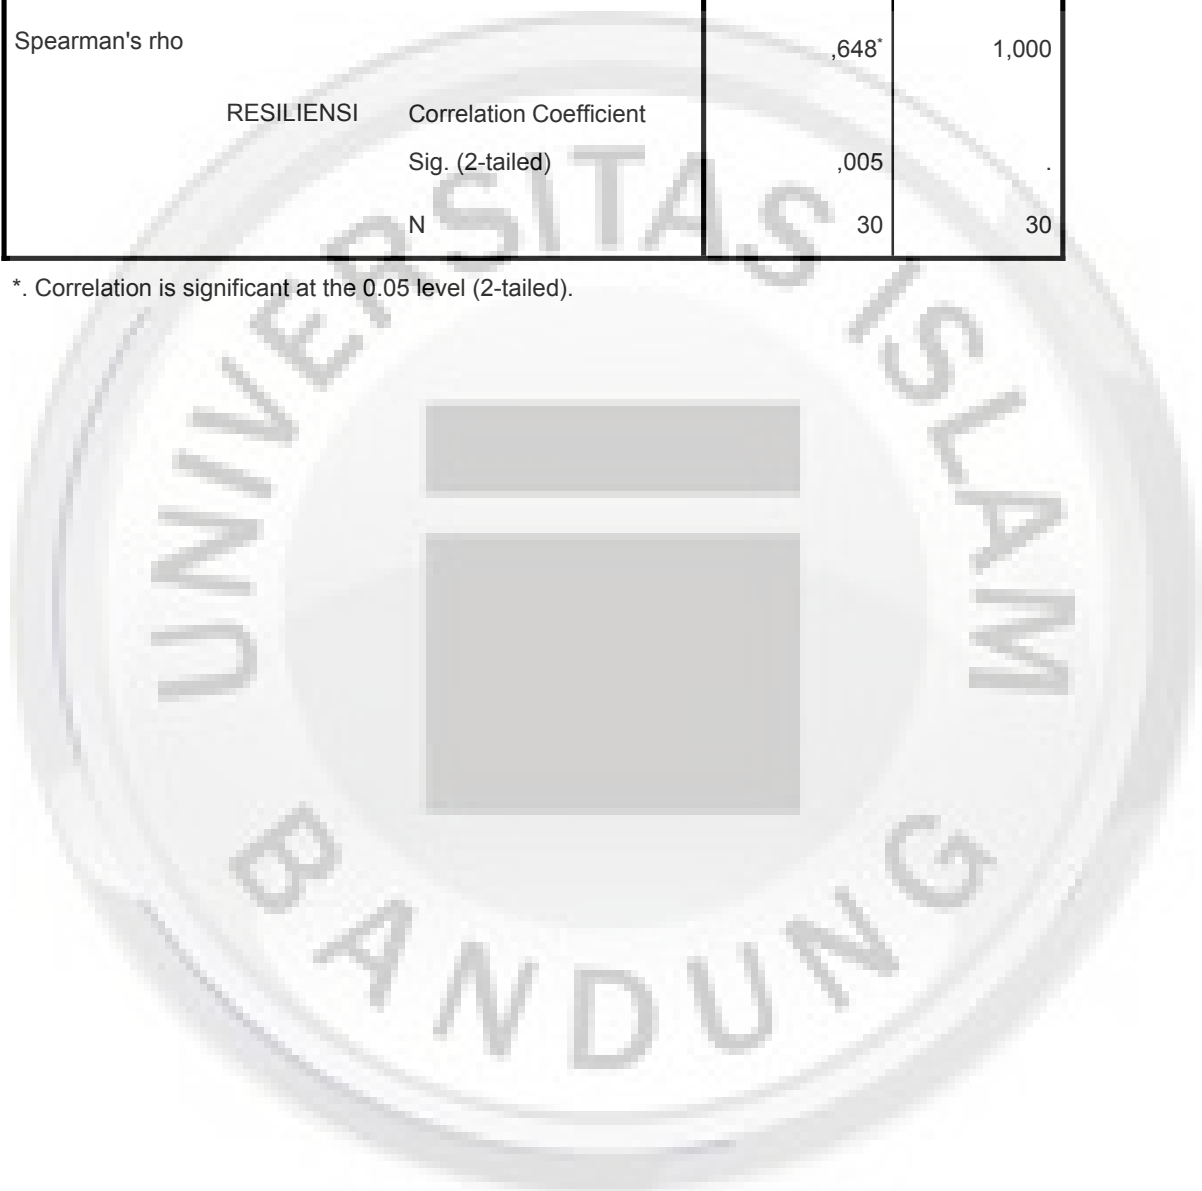 Spearman's rho ,648* 1,000
RESILIENSI Correlation Coefficient
Sig. (2-tailed) ,005 .
N 30 30
*. Correlation is significant at the 0.05 level (2-tailed).
UNIVERSITAS ISLAM
BANDUNG